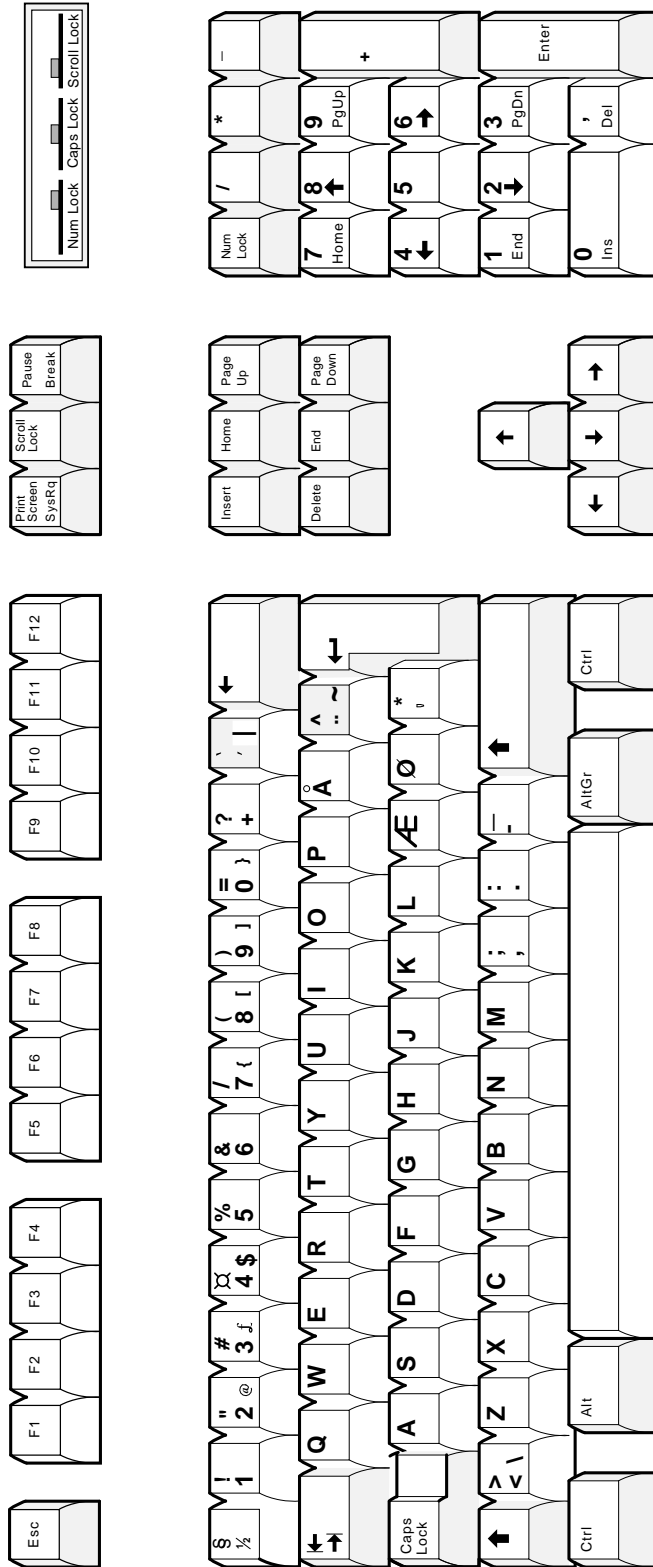 Esc F1 F2 F3 F4 F5 F6 F7 F8 F9 F10 F11 F12
Print Screen SysRq
Scroll Lock
Pause Break
Num Lock Caps Lock Scroll Lock
§ ½
! 1
" 2 @
# 3 £
¤ 4 $
% 5
& 6
/ 7 {
( 8 [
) 9 ]
= 0 }
? + 
` ´ |
Insert Home Page Up
Num Lock / * −
Q W E R T Y U I O P Å
^ ¨ ~
Delete End Page Down
7 Home
8
9 PgUp
+
Caps Lock
A S D F G H J K L Æ Ø
* '
4 5 6
> < \
Z X C V B N M
; ,
: .
_ -
1 End
2
3 PgDn
Enter
Ctrl Alt AltGr Ctrl
0 Ins
, Del